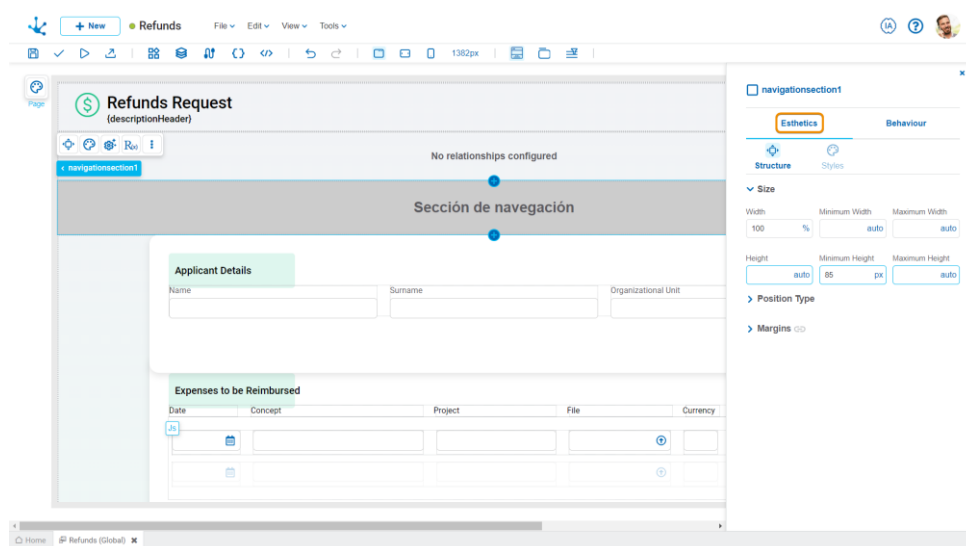 + New
Refunds
File
Edit
View
Tools
IA
?
1382px
Page
Refunds Request
{descriptionHeader}
navigationsection1
No relationships configured
Sección de navegación
Applicant Details
Name
Surname
Organizational Unit
Expenses to be Reimbursed
Date
Concept
Project
File
Currency
Js
navigationsection1
Esthetics
Behaviour
Structure
Styles
Size
Width
Minimum Width
Maximum Width
100 %
auto
auto
Height
Minimum Height
Maximum Height
auto
85 px
auto
Position Type
Margins
Home
Refunds (Global)